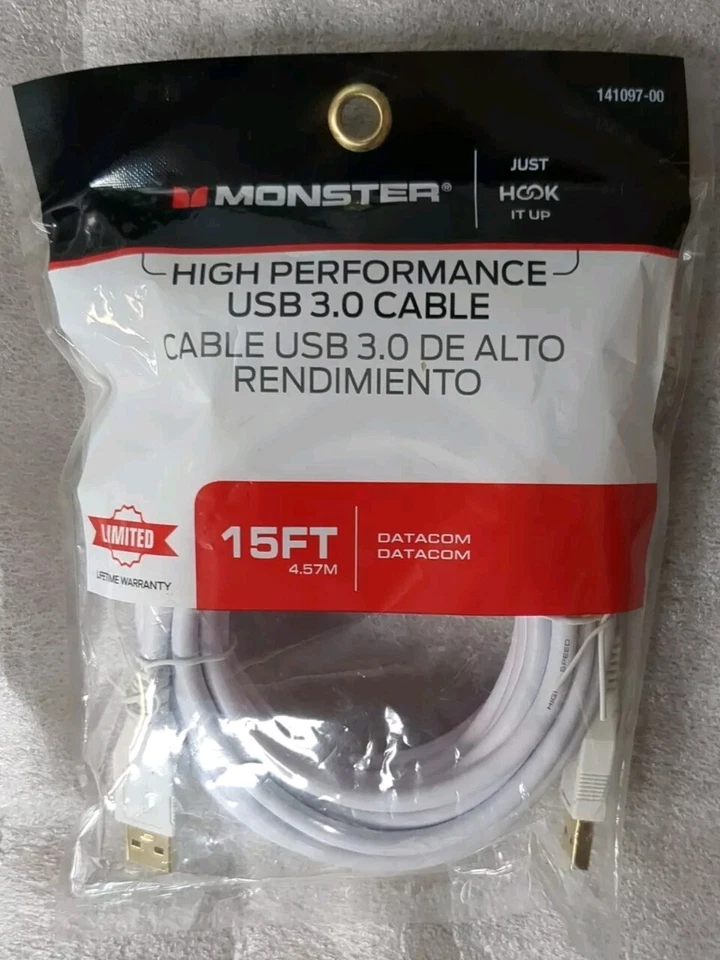 141097-00
MONSTER®
JUST
HOOK
IT UP
HIGH PERFORMANCE
USB 3.0 CABLE
CABLE USB 3.0 DE ALTO
RENDIMIENTO
LIMITED
LIFETIME WARRANTY
15FT
4.57M
DATACOM
DATACOM
SPEED